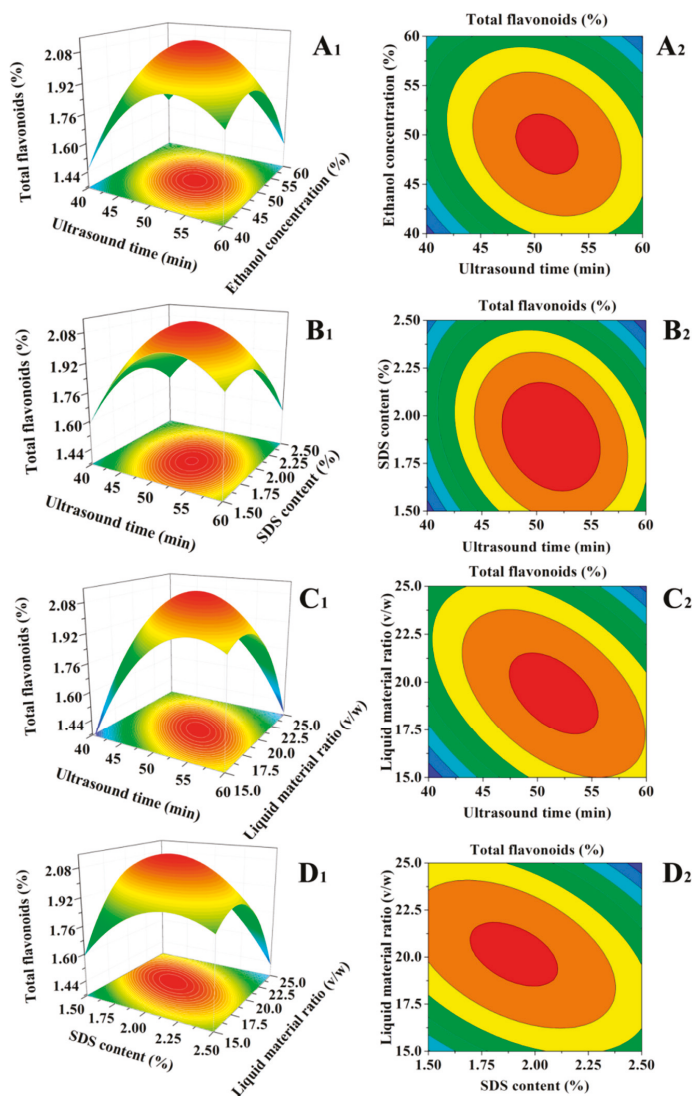 A1
Total flavonoids (%)
2.08
1.92
1.76
1.60
1.44
40
45
50
55
60
Ultrasound time (min)
40
45
50
55
60
Ethanol concentration (%)
Total flavonoids (%)
A2
Ethanol concentration (%)
60
55
50
45
40
40 45 50 55 60
Ultrasound time (min)
B1
Total flavonoids (%)
2.08
1.92
1.76
1.60
1.44
40
45
50
55
60
Ultrasound time (min)
1.50
1.75
2.00
2.25
2.50
SDS content (%)
Total flavonoids (%)
B2
SDS content (%)
2.50
2.25
2.00
1.75
1.50
40 45 50 55 60
Ultrasound time (min)
C1
Total flavonoids (%)
2.08
1.92
1.76
1.60
1.44
40
45
50
55
60
Ultrasound time (min)
15.0
17.5
20.0
22.5
25.0
Liquid material ratio (v/w)
Total flavonoids (%)
C2
Liquid material ratio (v/w)
25.0
22.5
20.0
17.5
15.0
40 45 50 55 60
Ultrasound time (min)
D1
Total flavonoids (%)
2.08
1.92
1.76
1.60
1.44
1.50
1.75
2.00
2.25
2.50
SDS content (%)
15.0
17.5
20.0
22.5
25.0
Liquid material ratio (v/w)
Total flavonoids (%)
D2
Liquid material ratio (v/w)
25.0
22.5
20.0
17.5
15.0
1.50 1.75 2.00 2.25 2.50
SDS content (%)